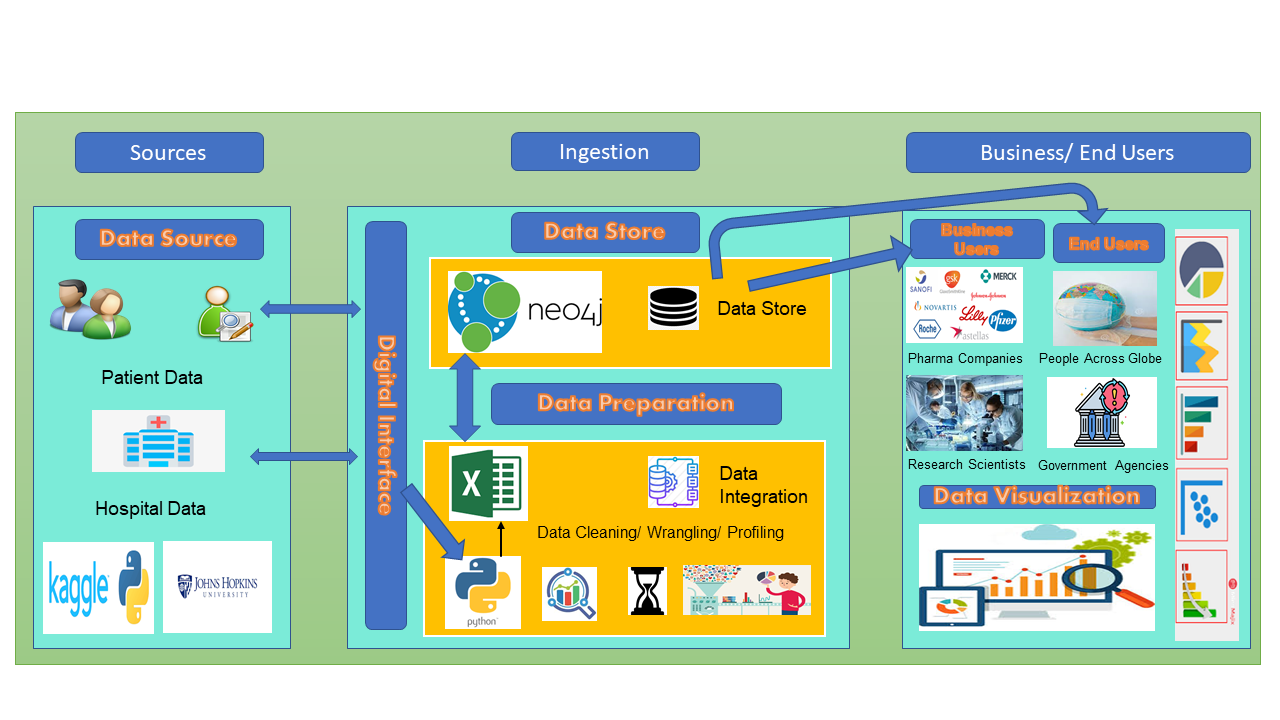 Sources
Ingestion
Business/ End Users
Data Source
Patient Data
Hospital Data
kaggle
JOHNS HOPKINS
UNIVERSITY
Digital Interface
Data Store
neo4j
Data Store
Data Preparation
X
Data
Integration
Data Cleaning/ Wrangling/ Profiling
python
Business
Users
End Users
SANOFI
gsk
GlaxoSmithKline
MERCK
Johnson&Johnson
NOVARTIS
Lilly
Pfizer
Roche
astellas
Pharma Companies
People Across Globe
Research Scientists
Government Agencies
Data Visualization